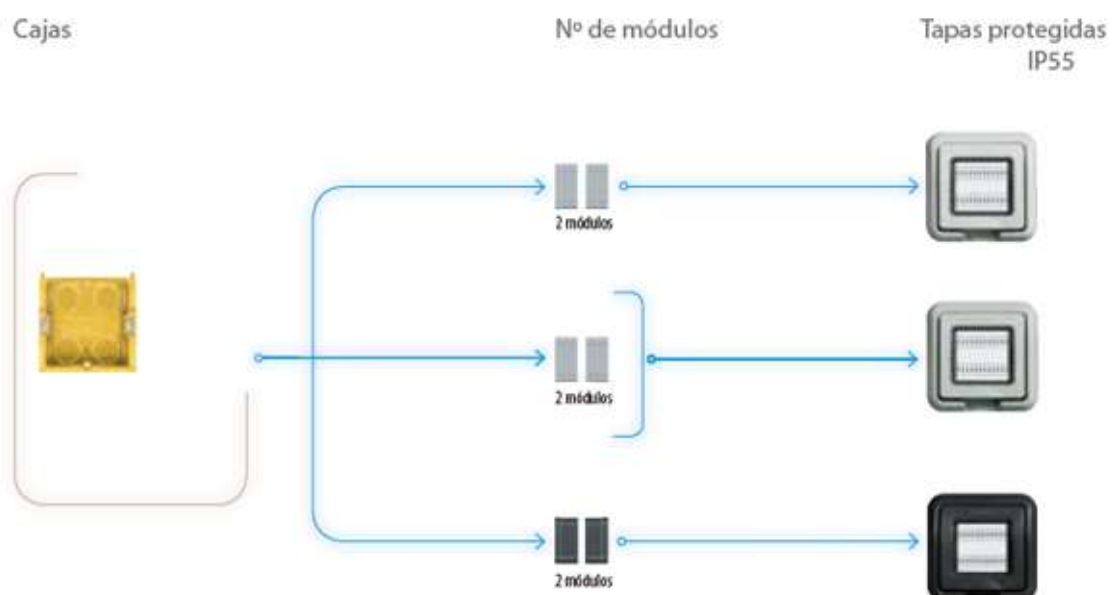 Cajas
Nº de módulos
Tapas protegidas
IP55
2 módulos
2 módulos
2 módulos